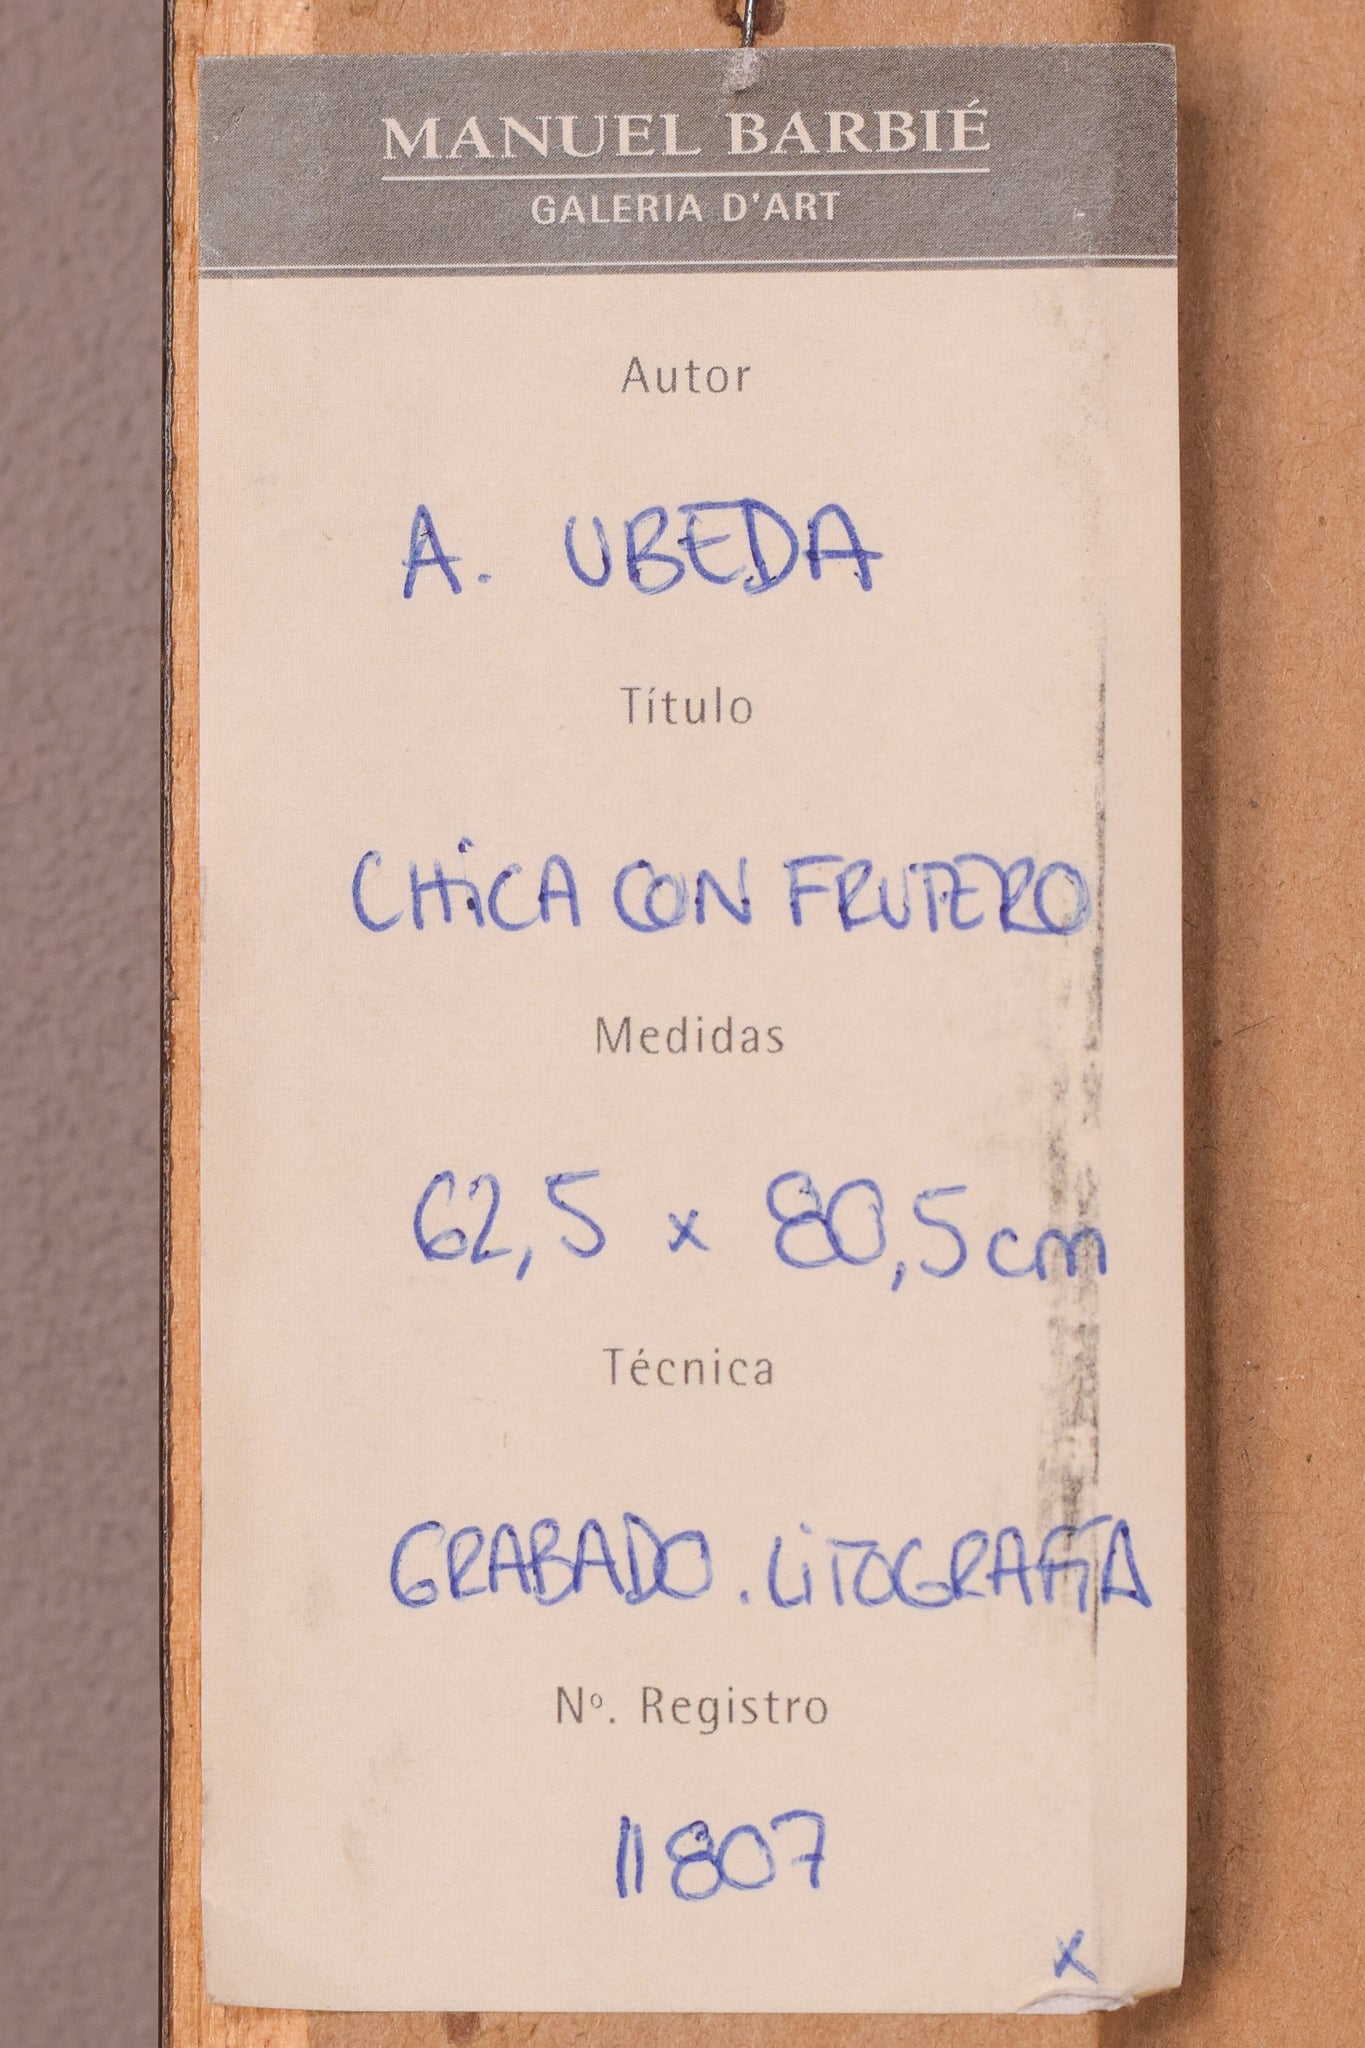 MANUEL BARBIÉ
GALERIA D'ART
Autor
A. UBEDA
Título
CHiCA CON FRUTERO
Medidas
62,5 x 80,5 cm
Técnica
GRABADO. LiTOGRAFÍA
Nº. Registro
11807
x